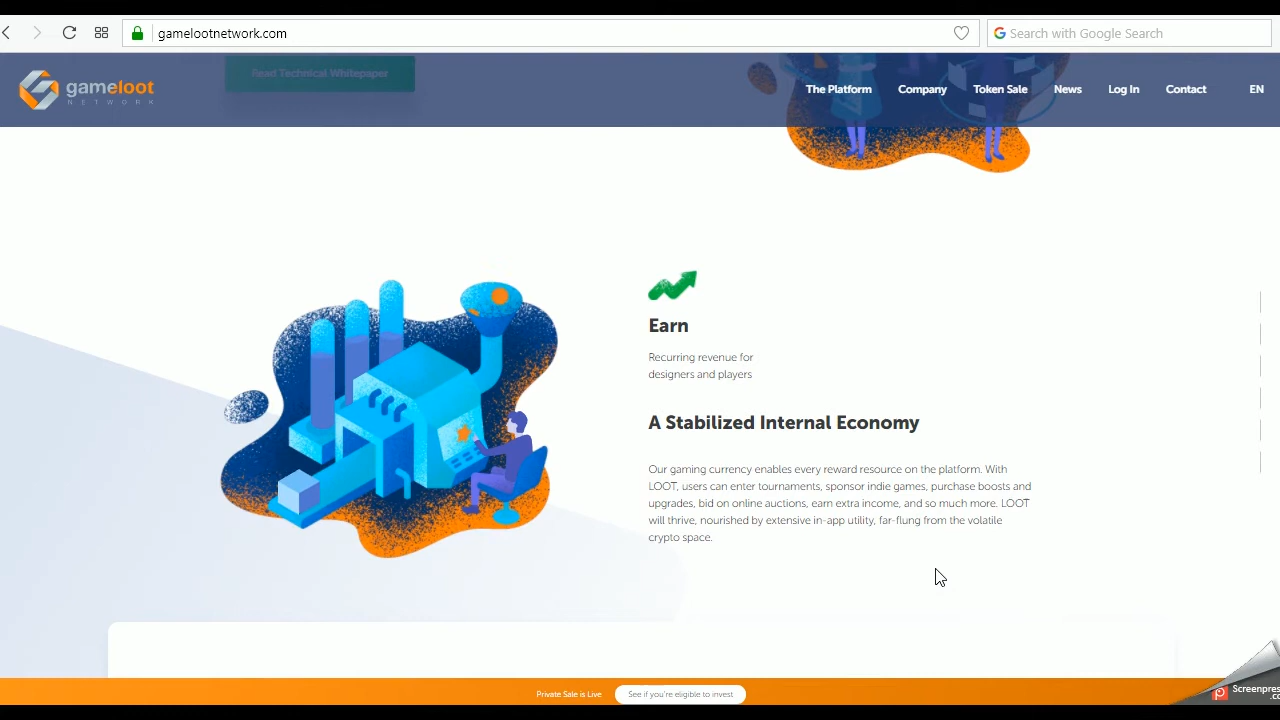 gamelootnetwork.com
Search with Google Search
Read Technical Whitepaper
gameloot
NETWORK
The Platform Company Token Sale News Log In Contact EN
Earn
Recurring revenue for
designers and players
A Stabilized Internal Economy
Our gaming currency enables every reward resource on the platform. With
LOOT, users can enter tournaments, sponsor indie games, purchase boosts and
upgrades, bid on online auctions, earn extra income, and so much more. LOOT
will thrive, nourished by extensive in-app utility, far-flung from the volatile
crypto space.
Private Sale is Live See if you're eligible to invest